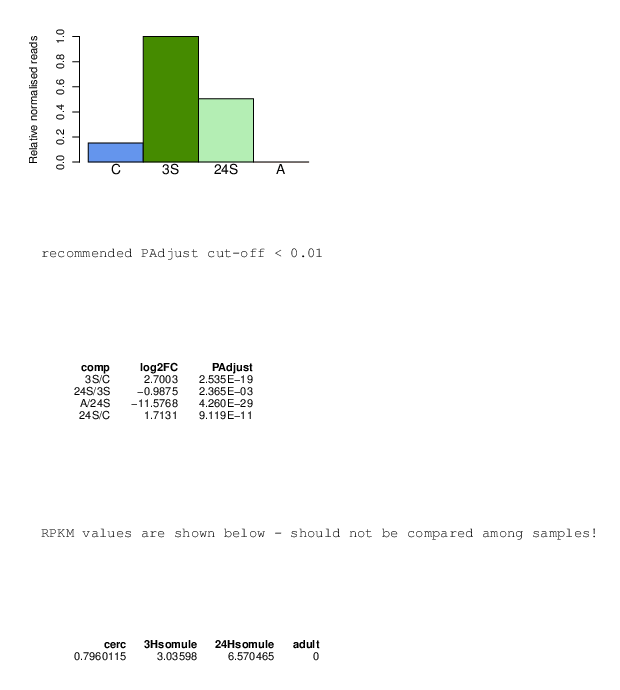 Relative normalised reads
1.0
0.8
0.6
0.4
0.2
0.0
C 3S 24S A
recommended PAdjust cut-off < 0.01
comp log2FC PAdjust
3S/C 2.7003 2.535E−19
24S/3S −0.9875 2.365E−03
A/24S −11.5768 4.260E−29
24S/C 1.7131 9.119E−11
RPKM values are shown below - should not be compared among samples!
cerc 3Hsomule 24Hsomule adult
0.7960115 3.03598 6.570465 0